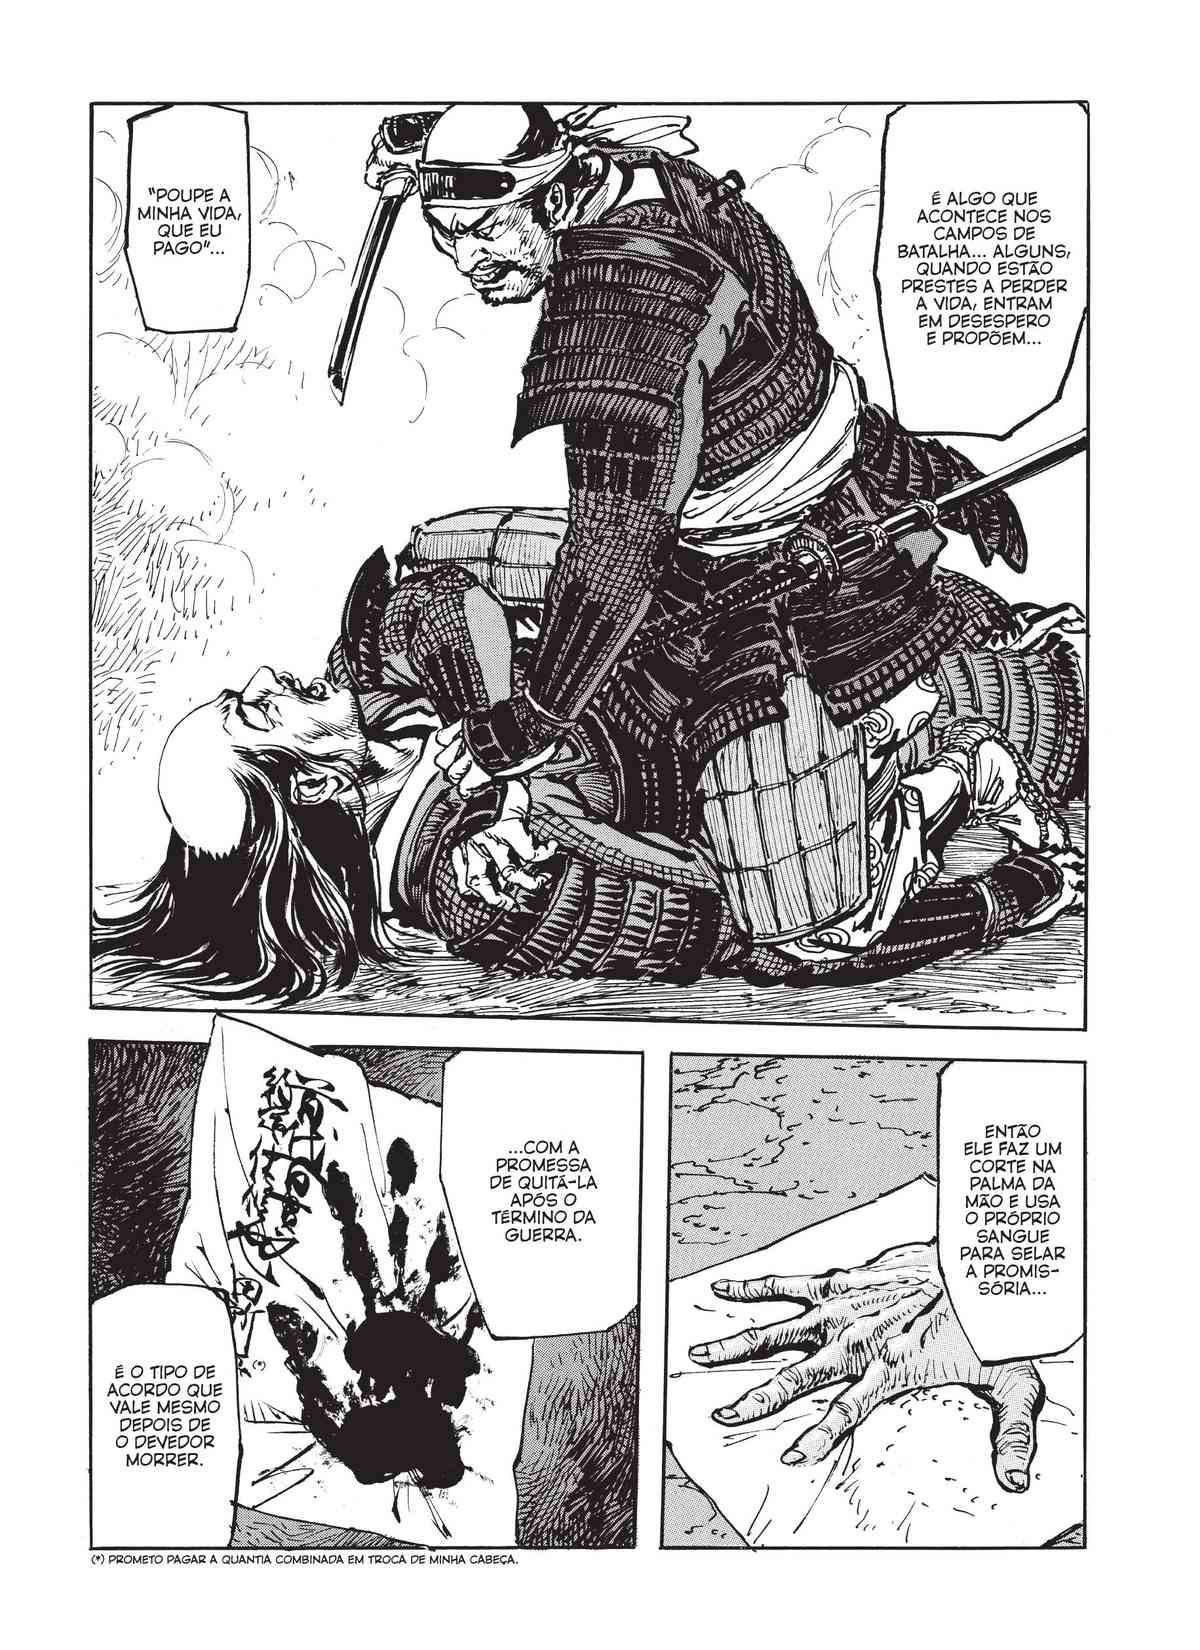 É ALGO QUE
ACONTECE NOS
CAMPOS DE
BATALHA... ALGUNS,
QUANDO ESTÃO
PRESTES A PERDER
A VIDA, ENTRAM
EM DESESPERO
E PROPÕEM...
"POUPE A
MINHA VIDA,
QUE EU
PAGO"...
ENTÃO
ELE FAZ UM
CORTE NA
PALMA DA
MÃO E USA
O PRÓPRIO
SANGUE
PARA SELAR
A PROMIS-
SÓRIA...
...COM A
PROMESSA
DE QUITÁ-LA
APÓS O
TÉRMINO DA
GUERRA.
É O TIPO DE
ACORDO QUE
VALE MESMO
DEPOIS DE
O DEVEDOR
MORRER.
(*) PROMETO PAGAR A QUANTIA COMBINADA EM TROCA DE MINHA CABEÇA.